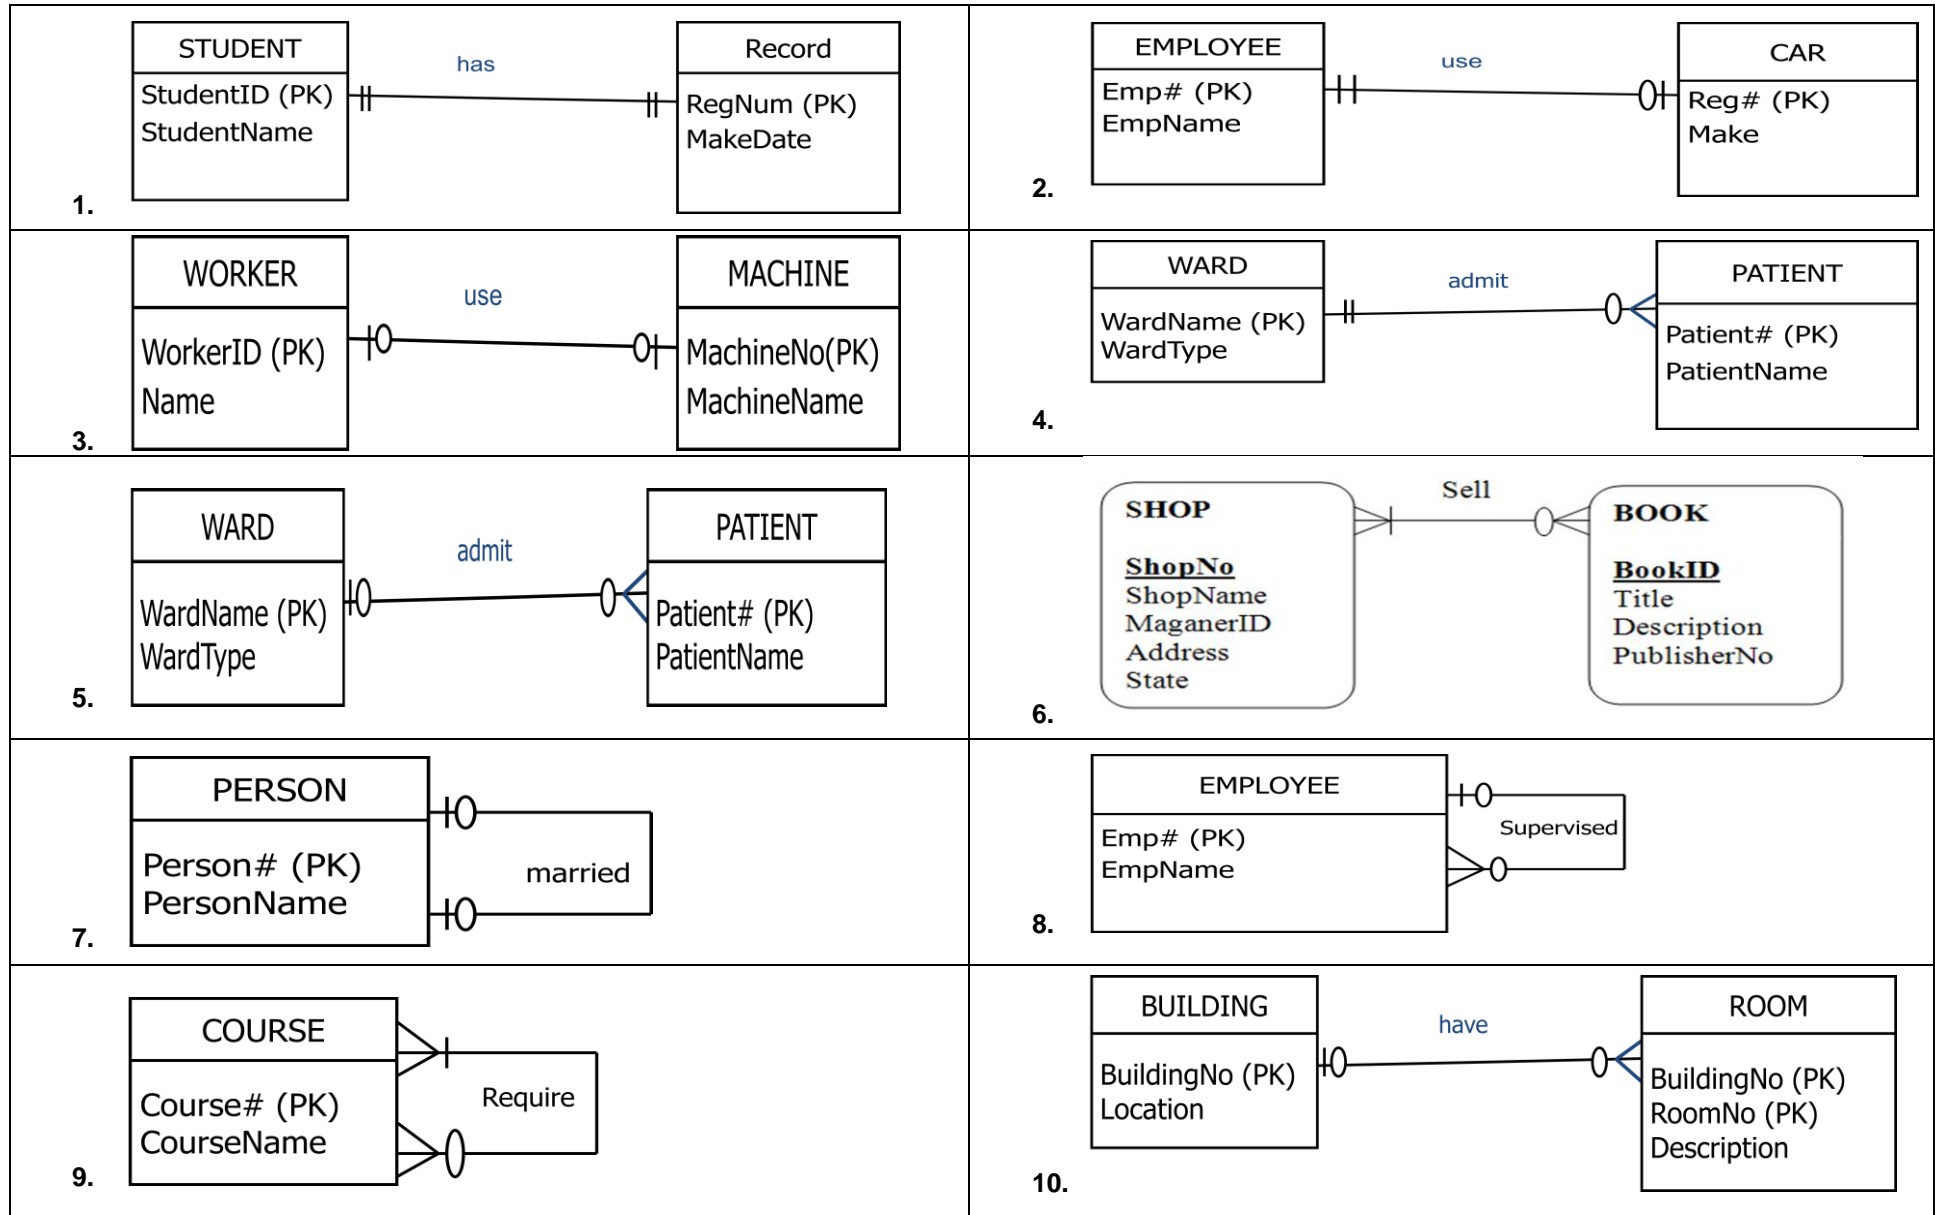 STUDENT
StudentID (PK)
StudentName
has
Record
RegNum (PK)
MakeDate
1.
EMPLOYEE
Emp# (PK)
EmpName
use
CAR
Reg# (PK)
Make
2.
WORKER
WorkerID (PK)
Name
use
MACHINE
MachineNo(PK)
MachineName
3.
WARD
WardName (PK)
WardType
admit
PATIENT
Patient# (PK)
PatientName
4.
WARD
WardName (PK)
WardType
admit
PATIENT
Patient# (PK)
PatientName
5.
SHOP
ShopNo
ShopName
MaganerID
Address
State
Sell
BOOK
BookID
Title
Description
PublisherNo
6.
PERSON
Person# (PK)
PersonName
married
7.
EMPLOYEE
Emp# (PK)
EmpName
Supervised
8.
COURSE
Course# (PK)
CourseName
Require
9.
BUILDING
BuildingNo (PK)
Location
have
ROOM
BuildingNo (PK)
RoomNo (PK)
Description
10.